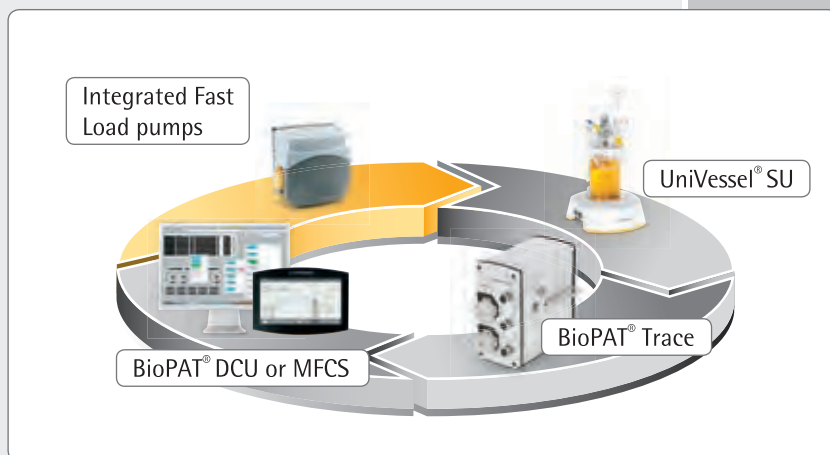 Integrated Fast
Load pumps
UniVessel® SU
BioPAT® Trace
BioPAT® DCU or MFCS